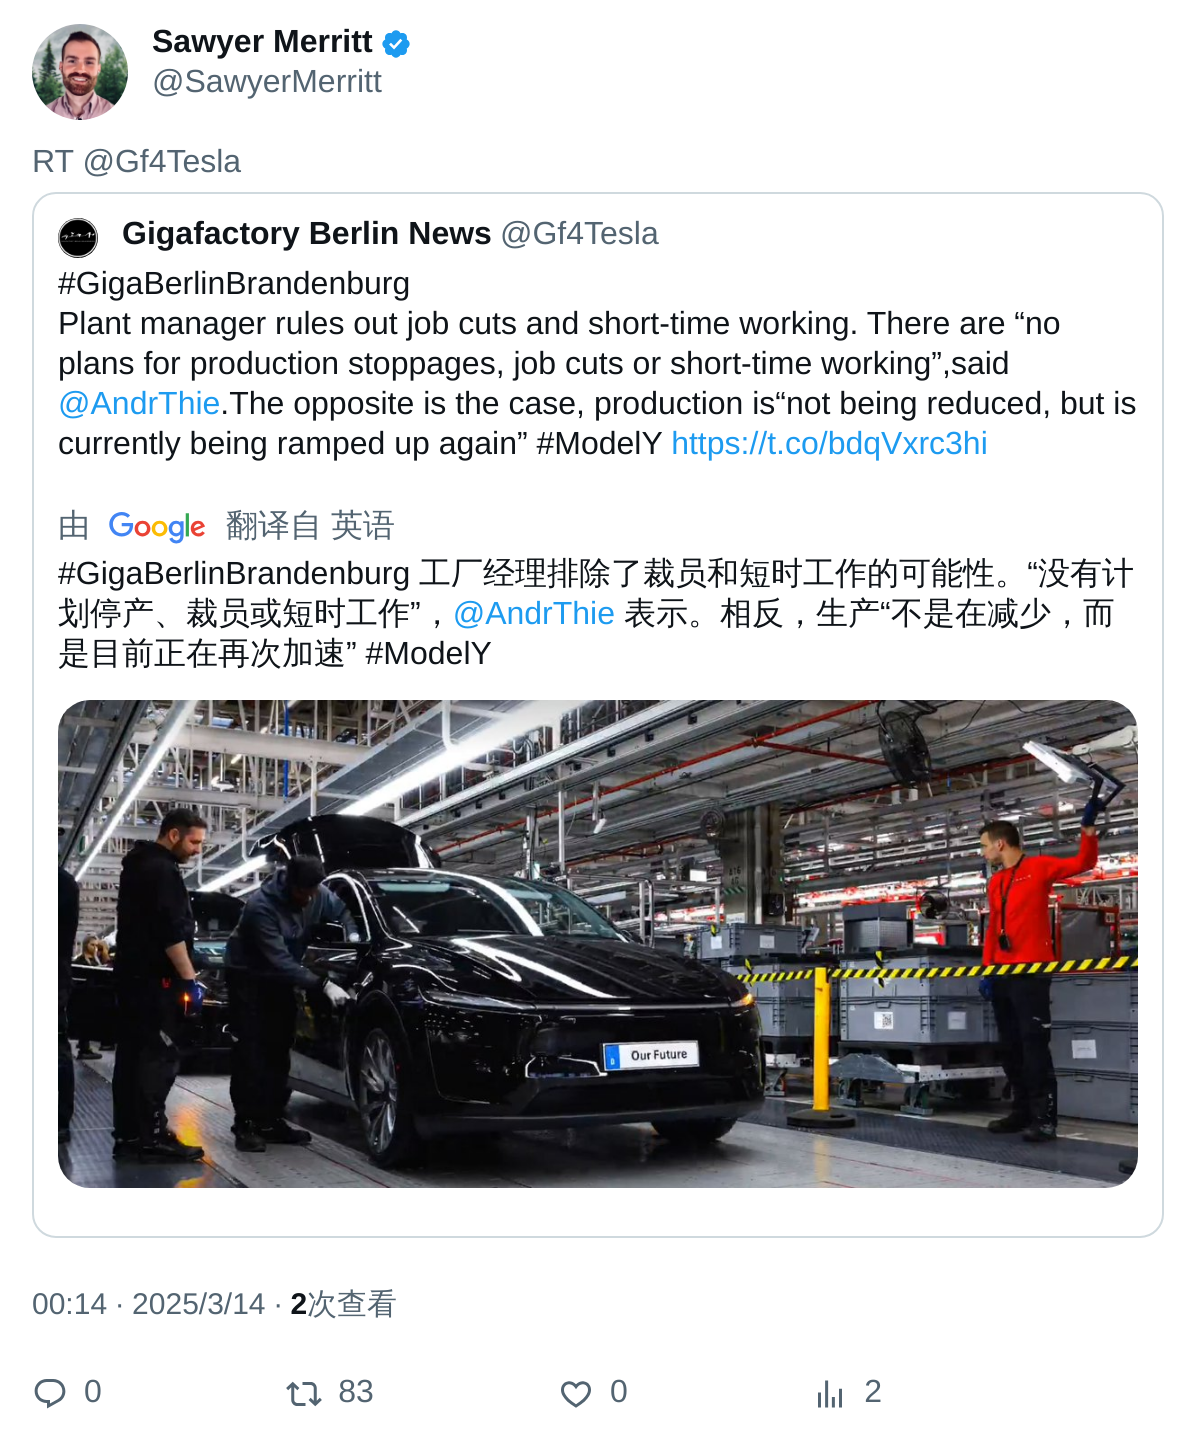 Sawyer Merritt
@SawyerMerritt
RT @Gf4Tesla
Gigafactory Berlin News @Gf4Tesla
#GigaBerlinBrandenburg
Plant manager rules out job cuts and short-time working. There are “no
plans for production stoppages, job cuts or short-time working”,said
@AndrThie.The opposite is the case, production is“not being reduced, but is
currently being ramped up again” #ModelY https://t.co/bdqVxrc3hi
由 Google 翻译自 英语
#GigaBerlinBrandenburg 工厂经理排除了裁员和短时工作的可能性。“没有计
划停产、裁员或短时工作”，@AndrThie 表示。相反，生产“不是在减少，而
是目前正在再次加速” #ModelY
Our Future
00:14 · 2025/3/14 · 2次查看
0 83 0 2